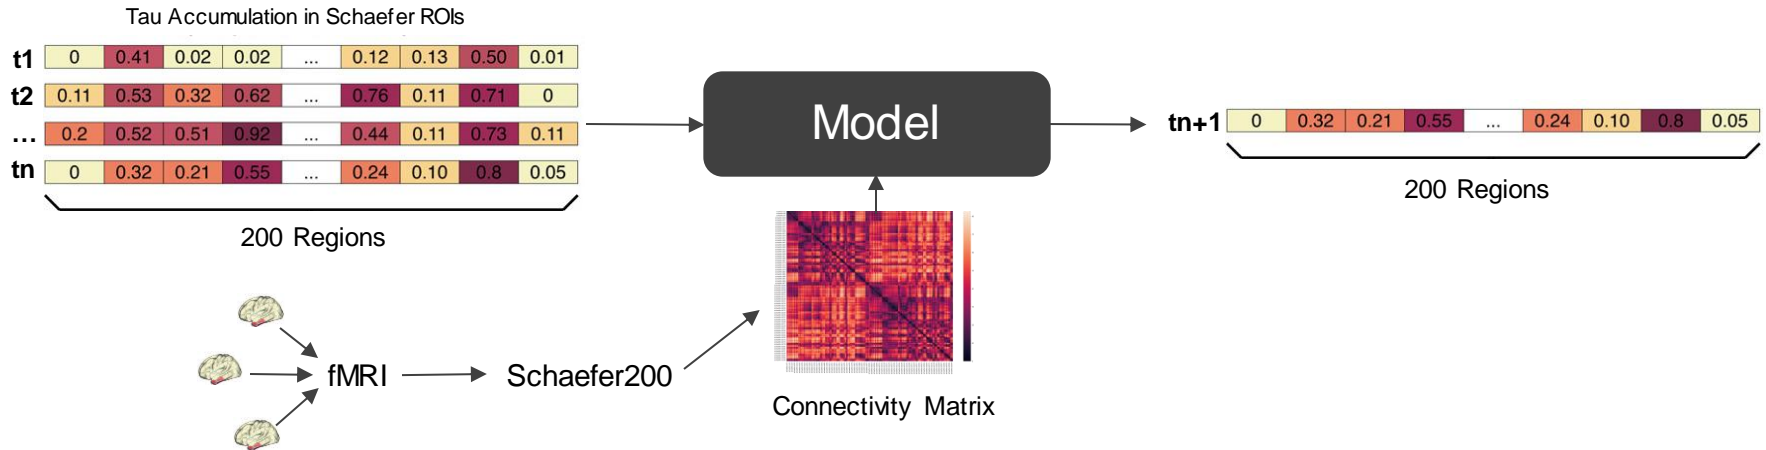 Tau Accumulation in Schaefer ROIs
t1 0 0.41 0.02 0.02 ... 0.12 0.13 0.50 0.01
t2 0.11 0.53 0.32 0.62 ... 0.76 0.11 0.71 0
... 0.2 0.52 0.51 0.92 ... 0.44 0.11 0.73 0.11
tn 0 0.32 0.21 0.55 ... 0.24 0.10 0.8 0.05
200 Regions
Model
tn+1 0 0.32 0.21 0.55 ... 0.24 0.10 0.8 0.05
200 Regions
fMRI
Schaefer200
Connectivity Matrix